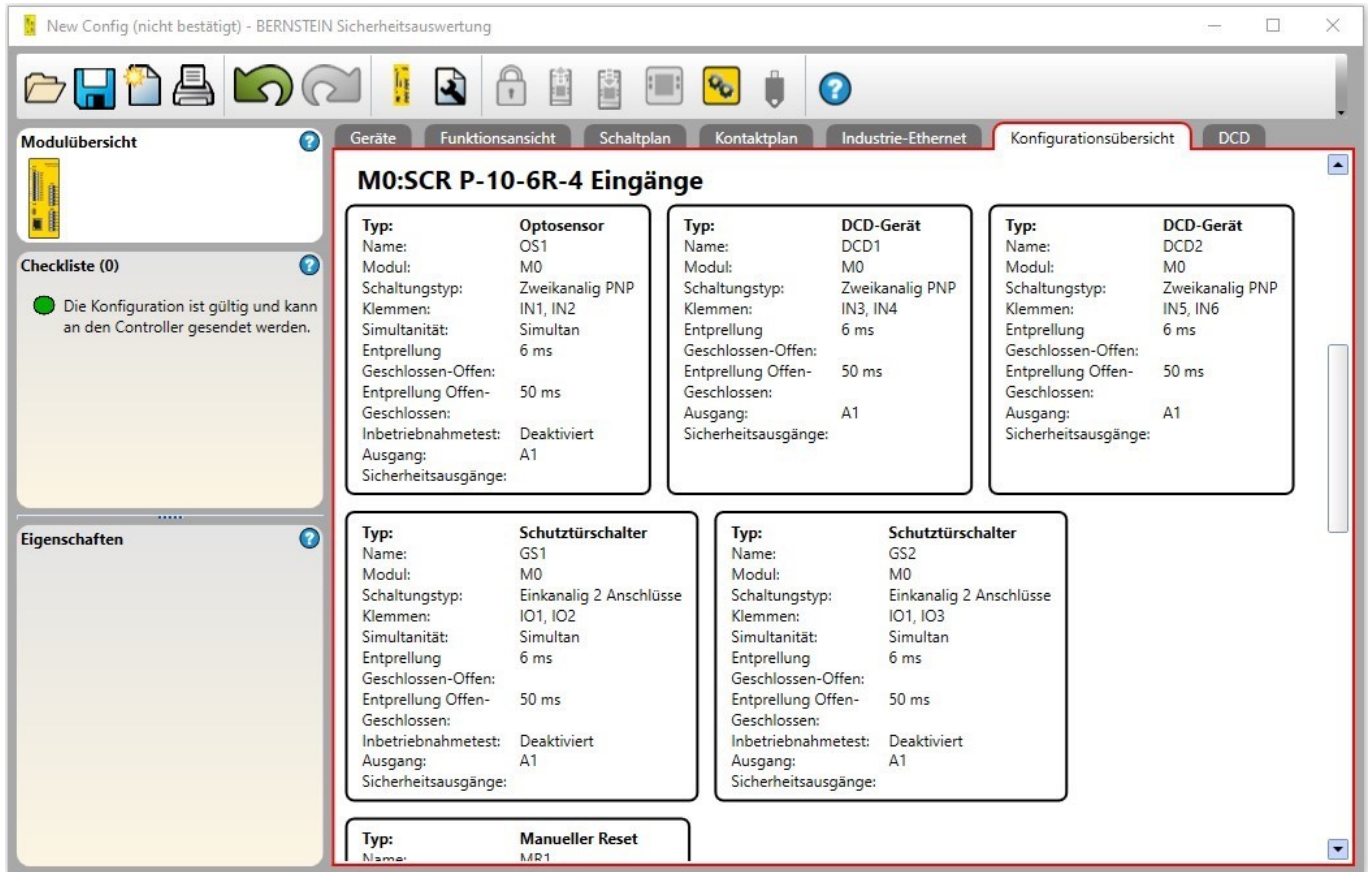 New Config (nicht bestätigt) - BERNSTEIN Sicherheitsauswertung
Modulübersicht
Checkliste (0)
Die Konfiguration ist gültig und kann
an den Controller gesendet werden.
Eigenschaften
Geräte Funktionsansicht Schaltplan Kontaktplan Industrie-Ethernet Konfigurationsübersicht DCD
M0:SCR P-10-6R-4 Eingänge
Typ: Optosensor
Name: OS1
Modul: M0
Schaltungstyp: Zweikanalig PNP
Klemmen: IN1, IN2
Simultanität: Simultan
Entprellung 6 ms
Geschlossen-Offen:
Entprellung Offen- 50 ms
Geschlossen:
Inbetriebnahmetest: Deaktiviert
Ausgang: A1
Sicherheitsausgänge:
Typ: DCD-Gerät
Name: DCD1
Modul: M0
Schaltungstyp: Zweikanalig PNP
Klemmen: IN3, IN4
Entprellung 6 ms
Geschlossen-Offen:
Entprellung Offen- 50 ms
Geschlossen:
Ausgang: A1
Sicherheitsausgänge:
Typ: DCD-Gerät
Name: DCD2
Modul: M0
Schaltungstyp: Zweikanalig PNP
Klemmen: IN5, IN6
Entprellung 6 ms
Geschlossen-Offen:
Entprellung Offen- 50 ms
Geschlossen:
Ausgang: A1
Sicherheitsausgänge:
Typ: Schutztürschalter
Name: GS1
Modul: M0
Schaltungstyp: Einkanalig 2 Anschlüsse
Klemmen: IO1, IO2
Simultanität: Simultan
Entprellung 6 ms
Geschlossen-Offen:
Entprellung Offen- 50 ms
Geschlossen:
Inbetriebnahmetest: Deaktiviert
Ausgang: A1
Sicherheitsausgänge:
Typ: Schutztürschalter
Name: GS2
Modul: M0
Schaltungstyp: Einkanalig 2 Anschlüsse
Klemmen: IO1, IO3
Simultanität: Simultan
Entprellung 6 ms
Geschlossen-Offen:
Entprellung Offen- 50 ms
Geschlossen:
Inbetriebnahmetest: Deaktiviert
Ausgang: A1
Sicherheitsausgänge:
Typ: Manueller Reset
Name: MR1